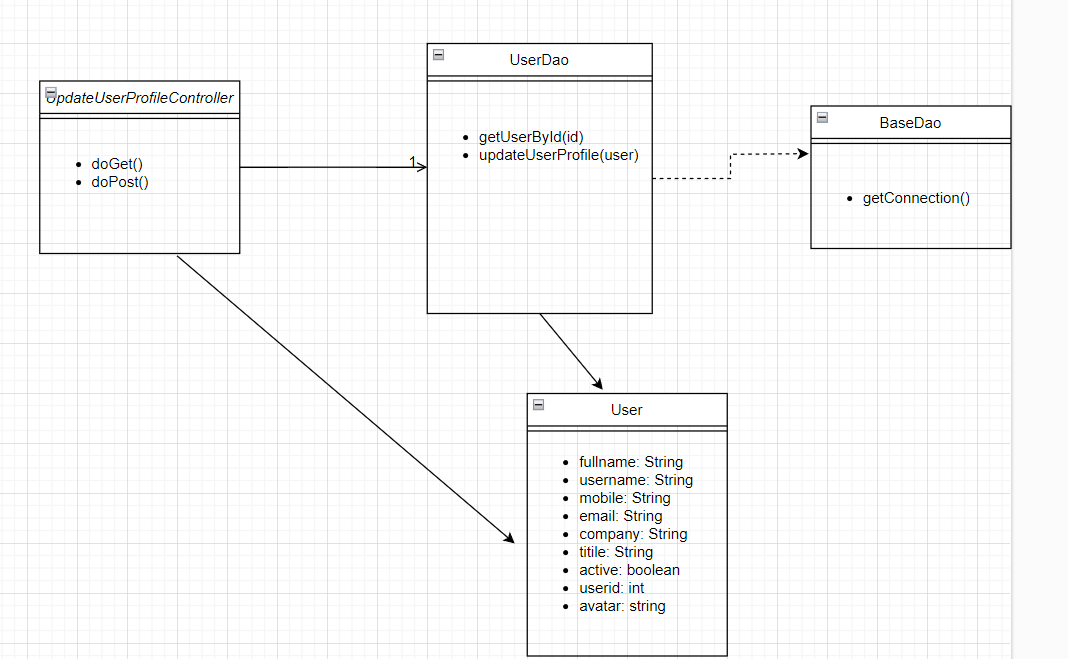 UpdateUserProfileController
doGet()
doPost()
1
UserDao
getUserById(id)
updateUserProfile(user)
BaseDao
getConnection()
User
fullname: String
username: String
mobile: String
email: String
company: String
titile: String
active: boolean
userid: int
avatar: string